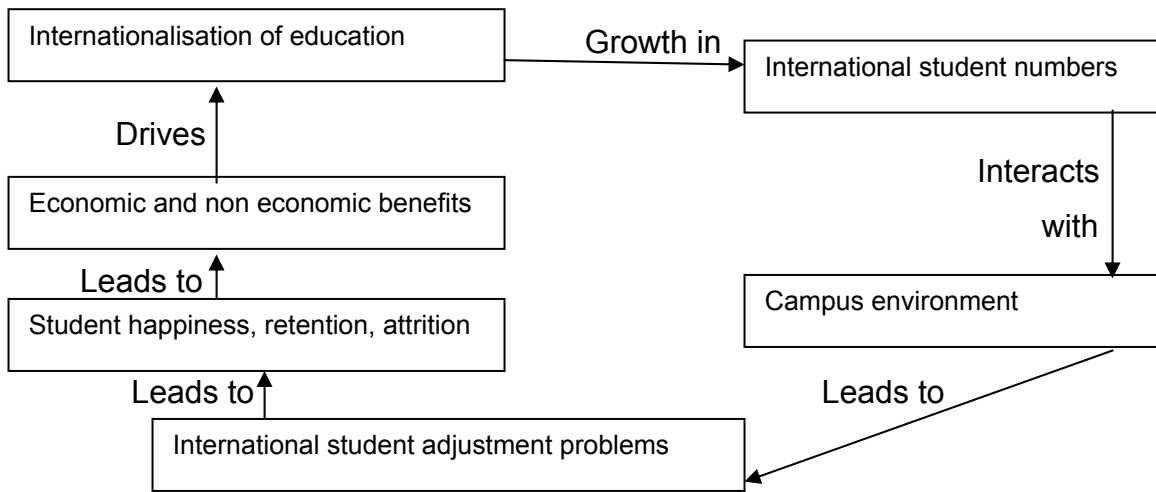 Internationalisation of education
Growth in
International student numbers
Drives
Interacts
with
Economic and non economic benefits
Leads to
Campus environment
Student happiness, retention, attrition
Leads to
Leads to
International student adjustment problems